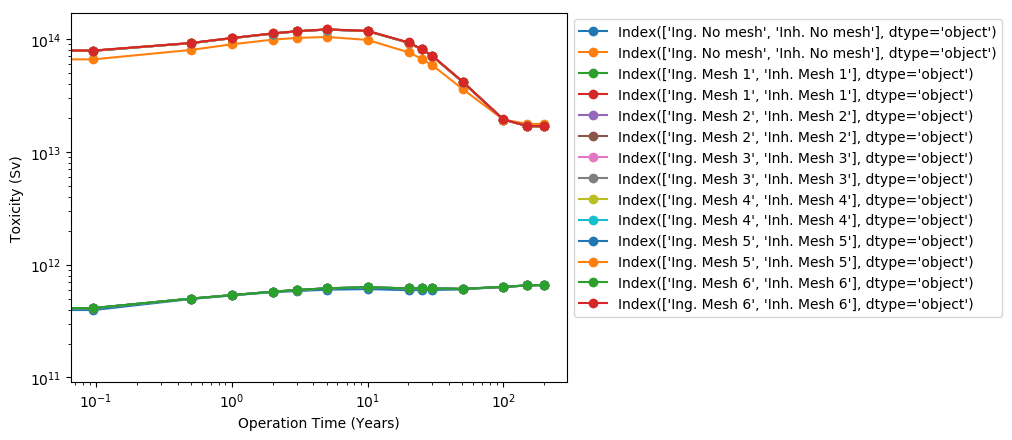 10^14
10^13
10^12
10^11
Toxicity (Sv)
10^-1
10^0
10^1
10^2
Operation Time (Years)
Index(['Ing. No mesh', 'Inh. No mesh'], dtype='object')
Index(['Ing. No mesh', 'Inh. No mesh'], dtype='object')
Index(['Ing. Mesh 1', 'Inh. Mesh 1'], dtype='object')
Index(['Ing. Mesh 1', 'Inh. Mesh 1'], dtype='object')
Index(['Ing. Mesh 2', 'Inh. Mesh 2'], dtype='object')
Index(['Ing. Mesh 2', 'Inh. Mesh 2'], dtype='object')
Index(['Ing. Mesh 3', 'Inh. Mesh 3'], dtype='object')
Index(['Ing. Mesh 3', 'Inh. Mesh 3'], dtype='object')
Index(['Ing. Mesh 4', 'Inh. Mesh 4'], dtype='object')
Index(['Ing. Mesh 4', 'Inh. Mesh 4'], dtype='object')
Index(['Ing. Mesh 5', 'Inh. Mesh 5'], dtype='object')
Index(['Ing. Mesh 5', 'Inh. Mesh 5'], dtype='object')
Index(['Ing. Mesh 6', 'Inh. Mesh 6'], dtype='object')
Index(['Ing. Mesh 6', 'Inh. Mesh 6'], dtype='object')